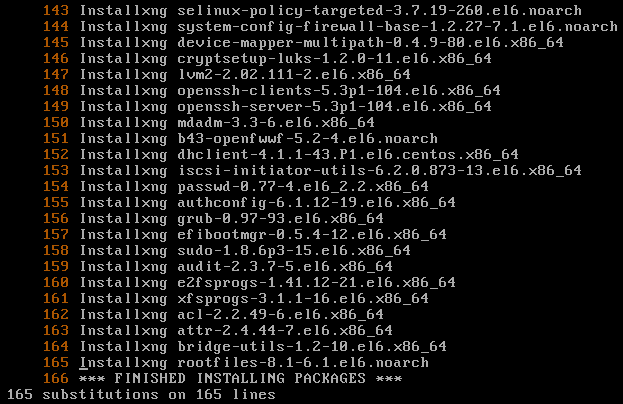 143 Installxng selinux-policy-targeted-3.7.19-260.el6.noarch
144 Installxng system-config-firewall-base-1.2.27-7.1.el6.noarch
145 Installxng device-mapper-multipath-0.4.9-80.el6.x86_64
146 Installxng cryptsetup-luks-1.2.0-11.el6.x86_64
147 Installxng lvm2-2.02.111-2.el6.x86_64
148 Installxng openssh-clients-5.3p1-104.el6.x86_64
149 Installxng openssh-server-5.3p1-104.el6.x86_64
150 Installxng mdadm-3.3-6.el6.x86_64
151 Installxng b43-openfwwf-5.2-4.el6.noarch
152 Installxng dhclient-4.1.1-43.P1.el6.centos.x86_64
153 Installxng iscsi-initiator-utils-6.2.0.873-13.el6.x86_64
154 Installxng passwd-0.77-4.el6_2.2.x86_64
155 Installxng authconfig-6.1.12-19.el6.x86_64
156 Installxng grub-0.97-93.el6.x86_64
157 Installxng efibootmgr-0.5.4-12.el6.x86_64
158 Installxng sudo-1.8.6p3-15.el6.x86_64
159 Installxng audit-2.3.7-5.el6.x86_64
160 Installxng e2fsprogs-1.41.12-21.el6.x86_64
161 Installxng xfsprogs-3.1.1-16.el6.x86_64
162 Installxng acl-2.2.49-6.el6.x86_64
163 Installxng attr-2.4.44-7.el6.x86_64
164 Installxng bridge-utils-1.2-10.el6.x86_64
165 Installxng rootfiles-8.1-6.1.el6.noarch
166 *** FINISHED INSTALLING PACKAGES ***
165 substitutions on 165 lines